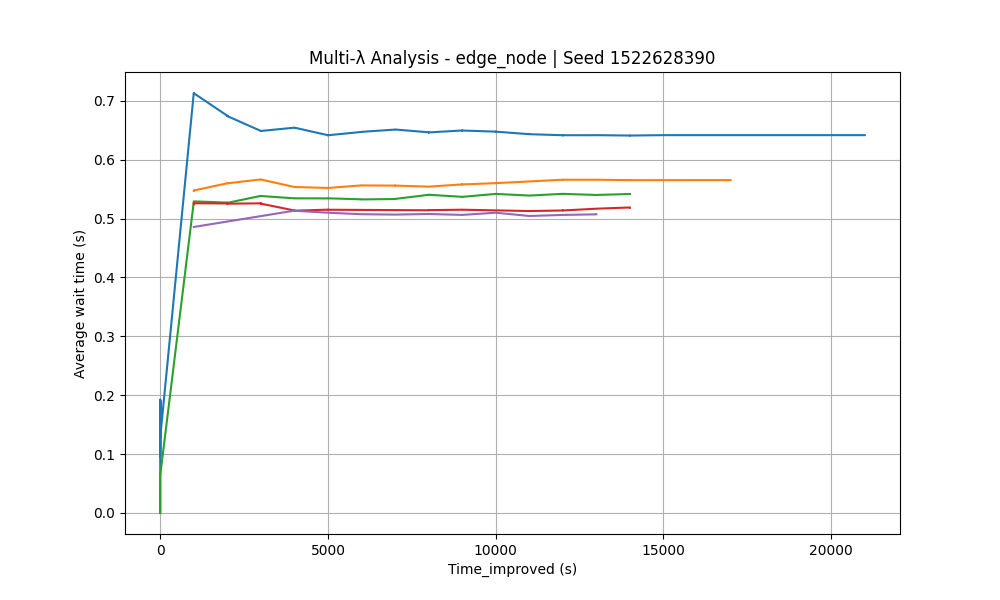 Multi-λ Analysis - edge_node | Seed 1522628390
Average wait time (s)
0.7
0.6
0.5
0.4
0.3
0.2
0.1
0.0
0 5000 10000 15000 20000
Time_improved (s)